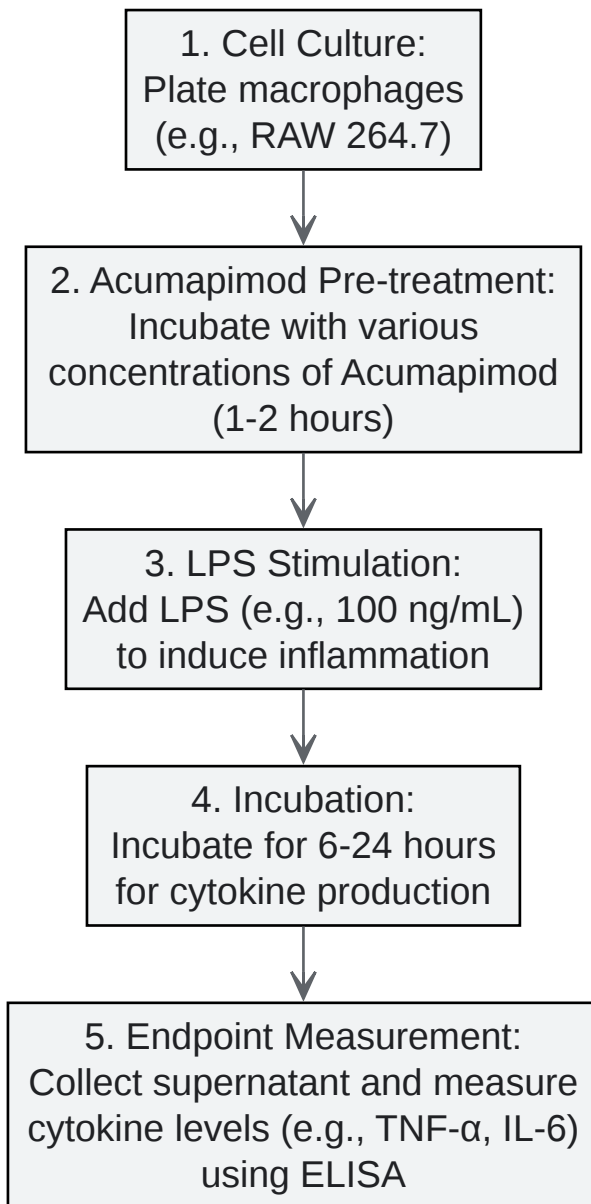 1. Cell Culture:
Plate macrophages
(e.g., RAW 264.7)
2. Acumapimod Pre-treatment:
Incubate with various
concentrations of Acumapimod
(1-2 hours)
3. LPS Stimulation:
Add LPS (e.g., 100 ng/mL)
to induce inflammation
4. Incubation:
Incubate for 6-24 hours
for cytokine production
5. Endpoint Measurement:
Collect supernatant and measure
cytokine levels (e.g., TNF-α, IL-6)
using ELISA